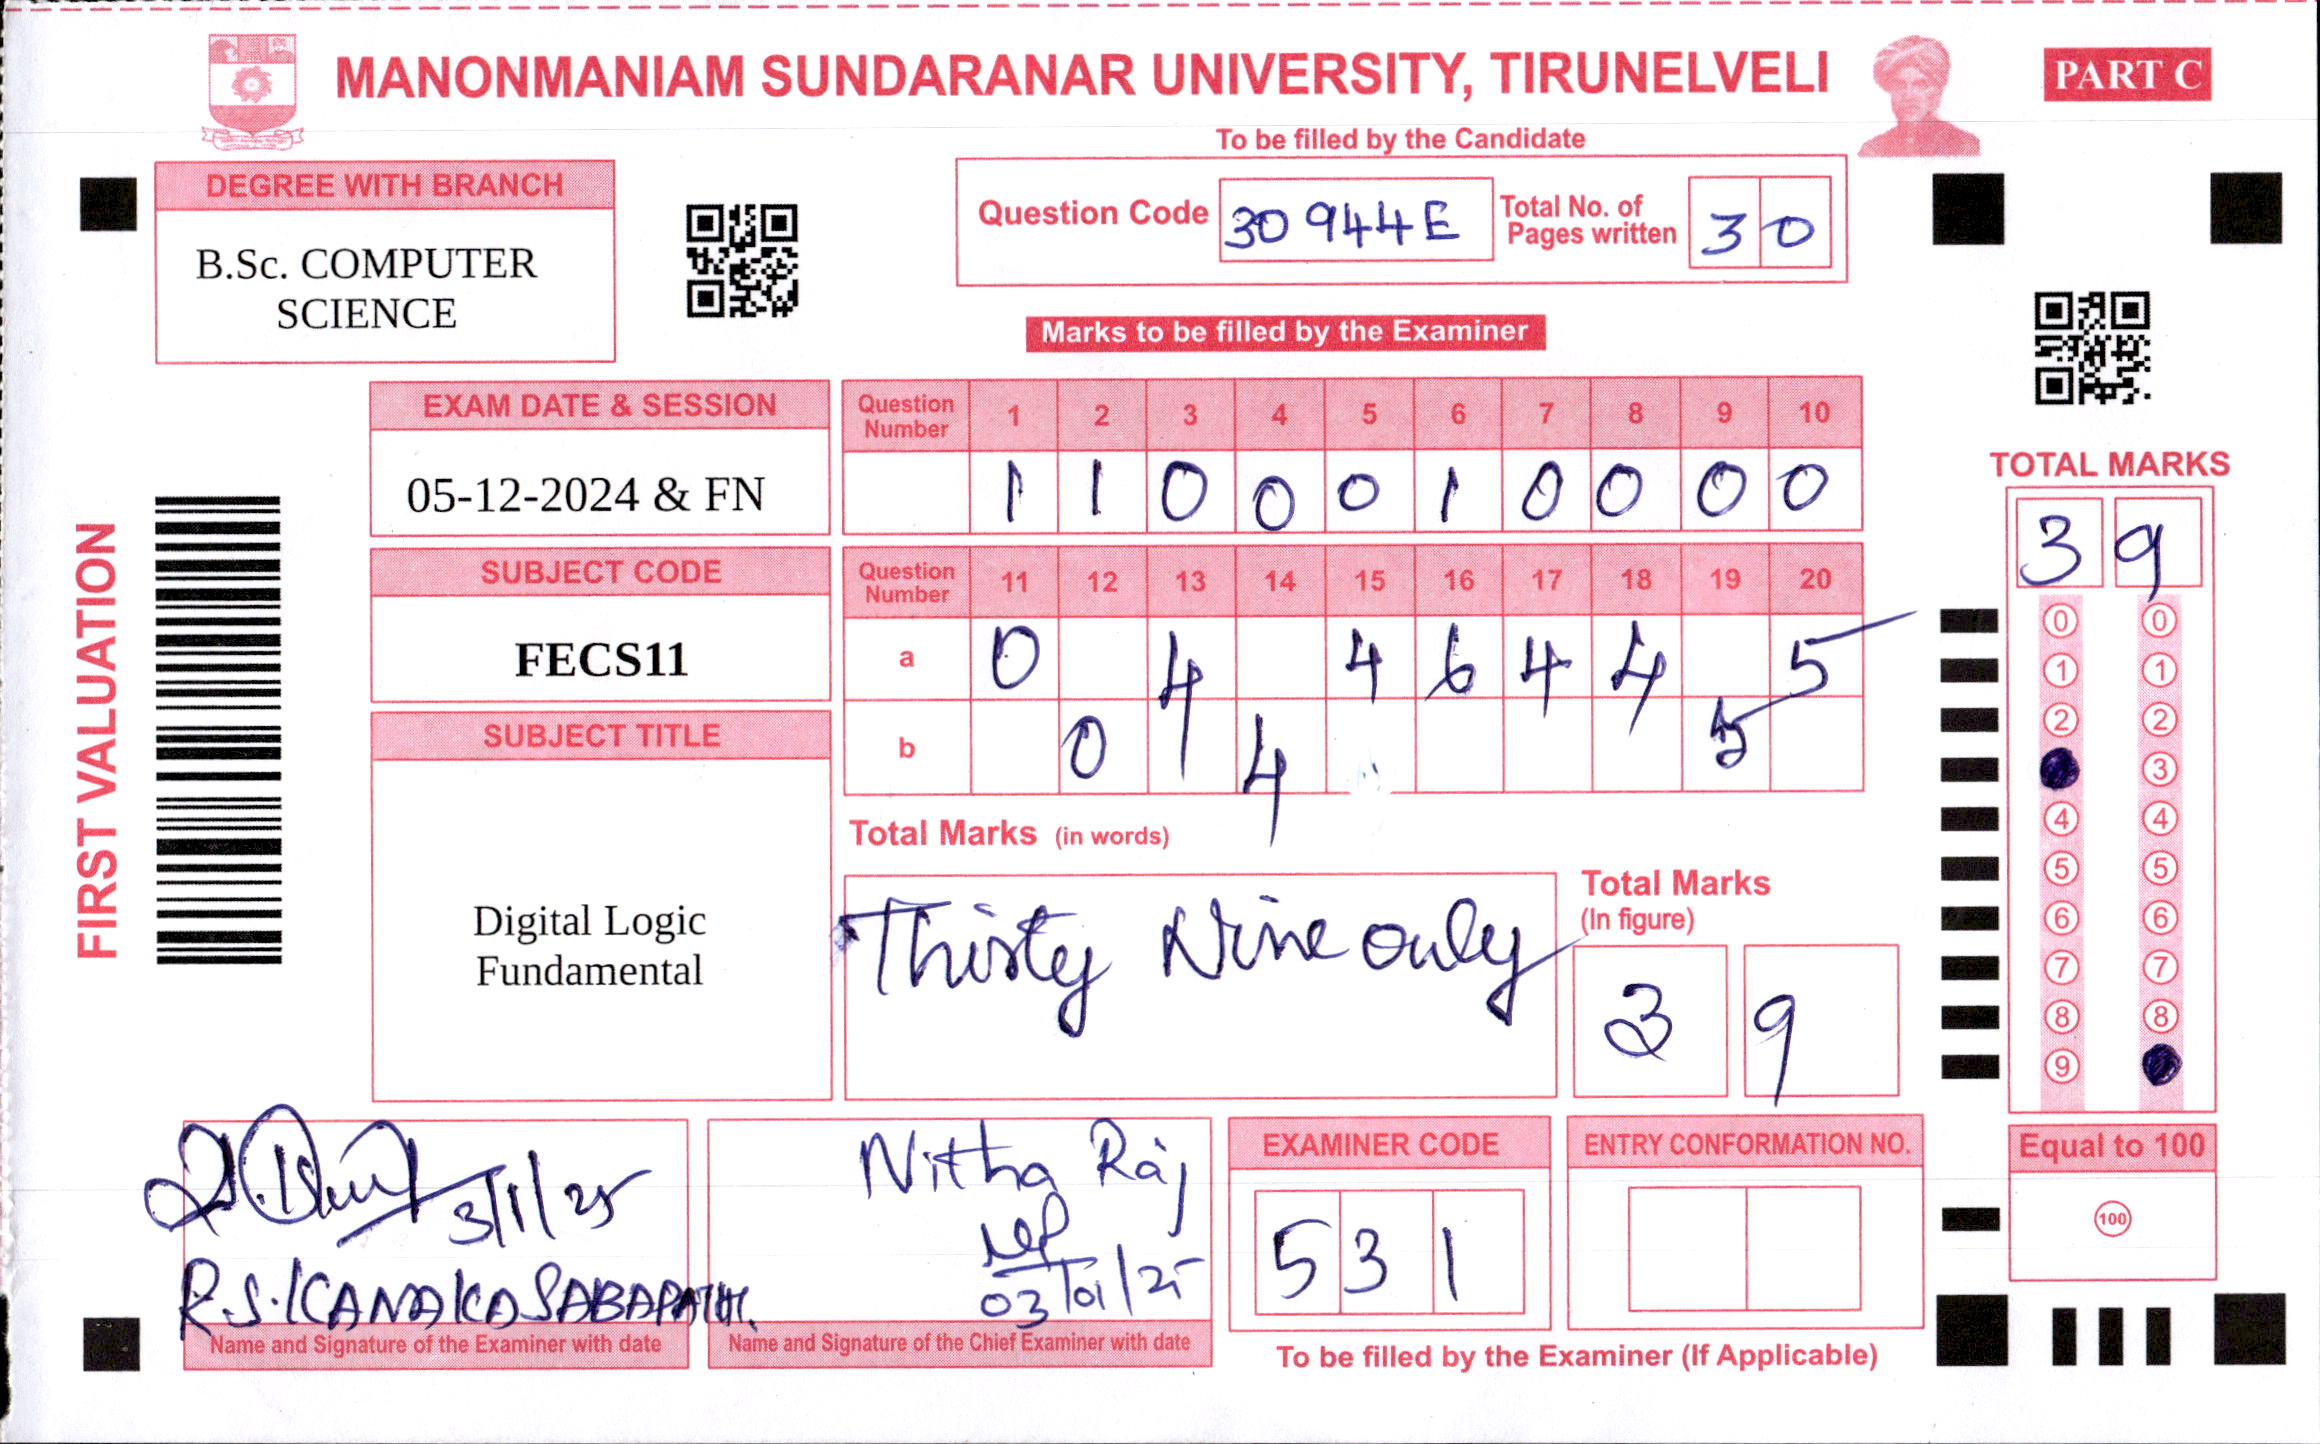 MANONMANIAM SUNDARANAR UNIVERSITY, TIRUNELVELI
PART C
To be filled by the Candidate
DEGREE WITH BRANCH
B.Sc. COMPUTER
SCIENCE
Question Code 30944E
Total No. of
Pages written 30
Marks to be filled by the Examiner
FIRST VALUATION
EXAM DATE & SESSION
05-12-2024 & FN
SUBJECT CODE
FECS11
SUBJECT TITLE
Digital Logic
Fundamental
Question
Number 1 2 3 4 5 6 7 8 9 10
1 1 0 0 0 1 0 0 0 0
Question
Number 11 12 13 14 15 16 17 18 19 20
a 0 4 4 6 4 4 5
b 0 4 5
Total Marks (in words)
Thirty Nine only
Total Marks
(In figure)
3 9
TOTAL MARKS
3 9
0 0
1 1
2 2
3
4 4
5 5
6 6
7 7
8 8
9
Equal to 100
100
3/1/25
R.S.KANAKASABAPATHI.
Name and Signature of the Examiner with date
Nitha Raj
03/01/25
Name and Signature of the Chief Examiner with date
EXAMINER CODE
5 3 1
ENTRY CONFORMATION NO.
To be filled by the Examiner (If Applicable)